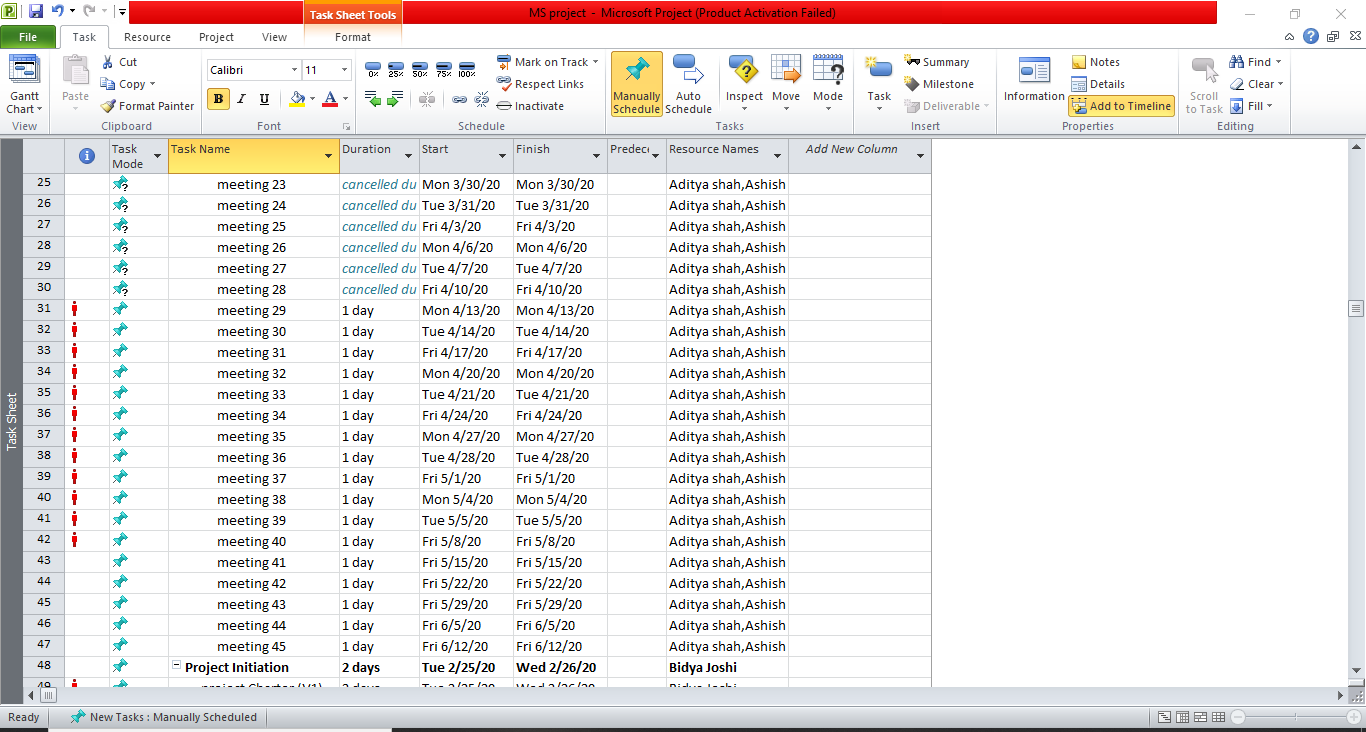 MS project - Microsoft Project (Product Activation Failed)
Task Sheet Tools
File Task Resource Project View Format
Gantt Chart
View
Paste
Cut
Copy
Format Painter
Clipboard
Calibri 11
B I U A
Font
0% 25% 50% 75% 100%
Mark on Track
Respect Links
Inactivate
Schedule
Manually Schedule
Auto Schedule
Inspect
Move
Mode
Tasks
Task
Summary
Milestone
Deliverable
Insert
Information
Notes
Details
Add to Timeline
Properties
Scroll to Task
Find
Clear
Fill
Editing
Task Mode Task Name Duration Start Finish Predec Resource Names Add New Column
25 meeting 23 cancelled du Mon 3/30/20 Mon 3/30/20 Aditya shah,Ashish
26 meeting 24 cancelled du Tue 3/31/20 Tue 3/31/20 Aditya shah,Ashish
27 meeting 25 cancelled du Fri 4/3/20 Fri 4/3/20 Aditya shah,Ashish
28 meeting 26 cancelled du Mon 4/6/20 Mon 4/6/20 Aditya shah,Ashish
29 meeting 27 cancelled du Tue 4/7/20 Tue 4/7/20 Aditya shah,Ashish
30 meeting 28 cancelled du Fri 4/10/20 Fri 4/10/20 Aditya shah,Ashish
31 meeting 29 1 day Mon 4/13/20 Mon 4/13/20 Aditya shah,Ashish
32 meeting 30 1 day Tue 4/14/20 Tue 4/14/20 Aditya shah,Ashish
33 meeting 31 1 day Fri 4/17/20 Fri 4/17/20 Aditya shah,Ashish
34 meeting 32 1 day Mon 4/20/20 Mon 4/20/20 Aditya shah,Ashish
35 meeting 33 1 day Tue 4/21/20 Tue 4/21/20 Aditya shah,Ashish
36 meeting 34 1 day Fri 4/24/20 Fri 4/24/20 Aditya shah,Ashish
37 meeting 35 1 day Mon 4/27/20 Mon 4/27/20 Aditya shah,Ashish
38 meeting 36 1 day Tue 4/28/20 Tue 4/28/20 Aditya shah,Ashish
39 meeting 37 1 day Fri 5/1/20 Fri 5/1/20 Aditya shah,Ashish
40 meeting 38 1 day Mon 5/4/20 Mon 5/4/20 Aditya shah,Ashish
41 meeting 39 1 day Tue 5/5/20 Tue 5/5/20 Aditya shah,Ashish
42 meeting 40 1 day Fri 5/8/20 Fri 5/8/20 Aditya shah,Ashish
43 meeting 41 1 day Fri 5/15/20 Fri 5/15/20 Aditya shah,Ashish
44 meeting 42 1 day Fri 5/22/20 Fri 5/22/20 Aditya shah,Ashish
45 meeting 43 1 day Fri 5/29/20 Fri 5/29/20 Aditya shah,Ashish
46 meeting 44 1 day Fri 6/5/20 Fri 6/5/20 Aditya shah,Ashish
47 meeting 45 1 day Fri 6/12/20 Fri 6/12/20 Aditya shah,Ashish
48 Project Initiation 2 days Tue 2/25/20 Wed 2/26/20 Bidya Joshi
49 project Charter (V1) 2 days Tue 2/25/20 Wed 2/26/20 Bidya Joshi
Task Sheet
Ready New Tasks : Manually Scheduled